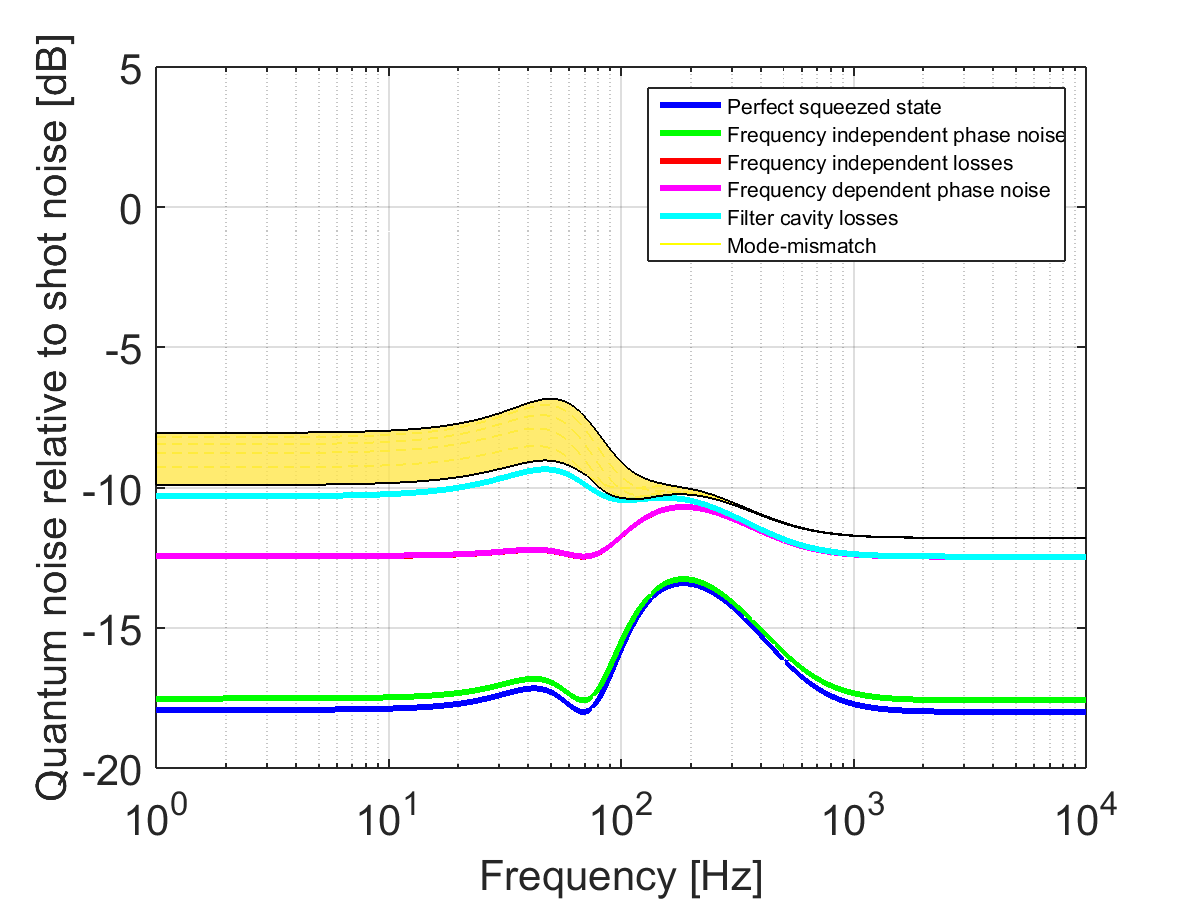 Quantum noise relative to shot noise [dB]
5
0
-5
-10
-15
-20
Perfect squeezed state
Frequency independent phase noise
Frequency independent losses
Frequency dependent phase noise
Filter cavity losses
Mode-mismatch
10^0 10^1 10^2 10^3 10^4
Frequency [Hz]